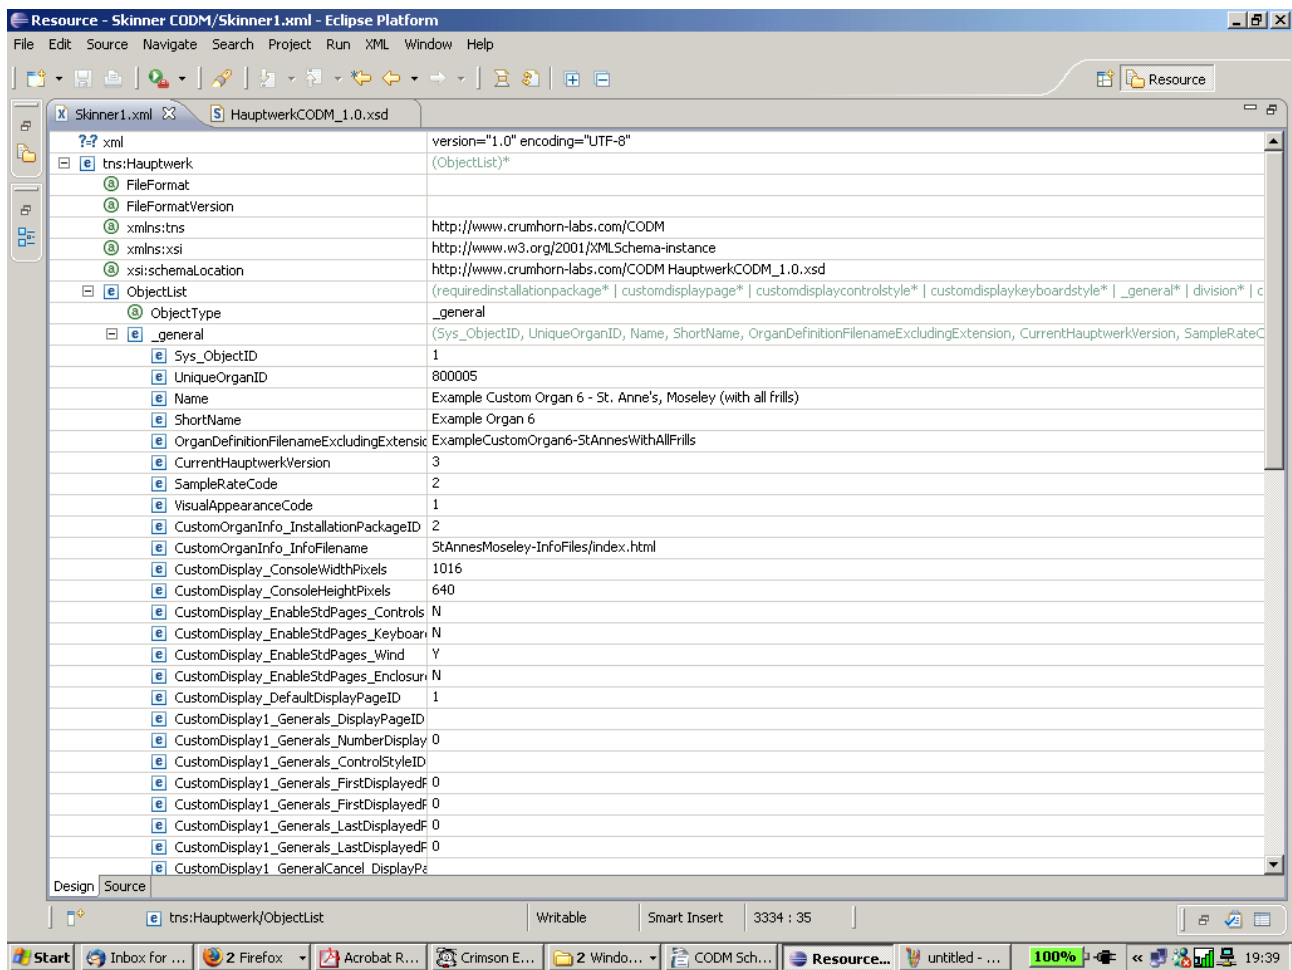 Resource - Skinner CODM/Skinner1.xml - Eclipse Platform
File Edit Source Navigate Search Project Run XML Window Help
Resource
Skinner1.xml HauptwerkCODM_1.0.xsd
?=? xml version="1.0" encoding="UTF-8"
tns:Hauptwerk (ObjectList)*
FileFormat
FileFormatVersion
xmlns:tns http://www.crumhorn-labs.com/CODM
xmlns:xsi http://www.w3.org/2001/XMLSchema-instance
xsi:schemaLocation http://www.crumhorn-labs.com/CODM HauptwerkCODM_1.0.xsd
ObjectList (requiredinstallationpackage* | customdisplaypage* | customdisplaycontrolstyle* | customdisplaykeyboardstyle* | _general* | division* | c
ObjectType _general
_general (Sys_ObjectID, UniqueOrganID, Name, ShortName, OrganDefinitionFilenameExcludingExtension, CurrentHauptwerkVersion, SampleRateC
Sys_ObjectID 1
UniqueOrganID 800005
Name Example Custom Organ 6 - St. Anne's, Moseley (with all frills)
ShortName Example Organ 6
OrganDefinitionFilenameExcludingExtensio ExampleCustomOrgan6-StAnnesWithAllFrills
CurrentHauptwerkVersion 3
SampleRateCode 2
VisualAppearanceCode 1
CustomOrganInfo_InstallationPackageID 2
CustomOrganInfo_InfoFilename StAnnesMoseley-InfoFiles/index.html
CustomDisplay_ConsoleWidthPixels 1016
CustomDisplay_ConsoleHeightPixels 640
CustomDisplay_EnableStdPages_Controls N
CustomDisplay_EnableStdPages_Keyboar N
CustomDisplay_EnableStdPages_Wind Y
CustomDisplay_EnableStdPages_Enclosur N
CustomDisplay_DefaultDisplayPageID 1
CustomDisplay1_Generals_DisplayPageID
CustomDisplay1_Generals_NumberDisplay 0
CustomDisplay1_Generals_ControlStyleID
CustomDisplay1_Generals_FirstDisplayedF 0
CustomDisplay1_Generals_FirstDisplayedF 0
CustomDisplay1_Generals_LastDisplayedF 0
CustomDisplay1_Generals_LastDisplayedF 0
CustomDisplay1_GeneralCancel_DisplayPa
Design Source
tns:Hauptwerk/ObjectList Writable Smart Insert 3334 : 35
Start Inbox for ... 2 Firefox Acrobat R... Crimson E... 2 Windo... CODM Sch... Resource... untitled - ... 100% « 19:39